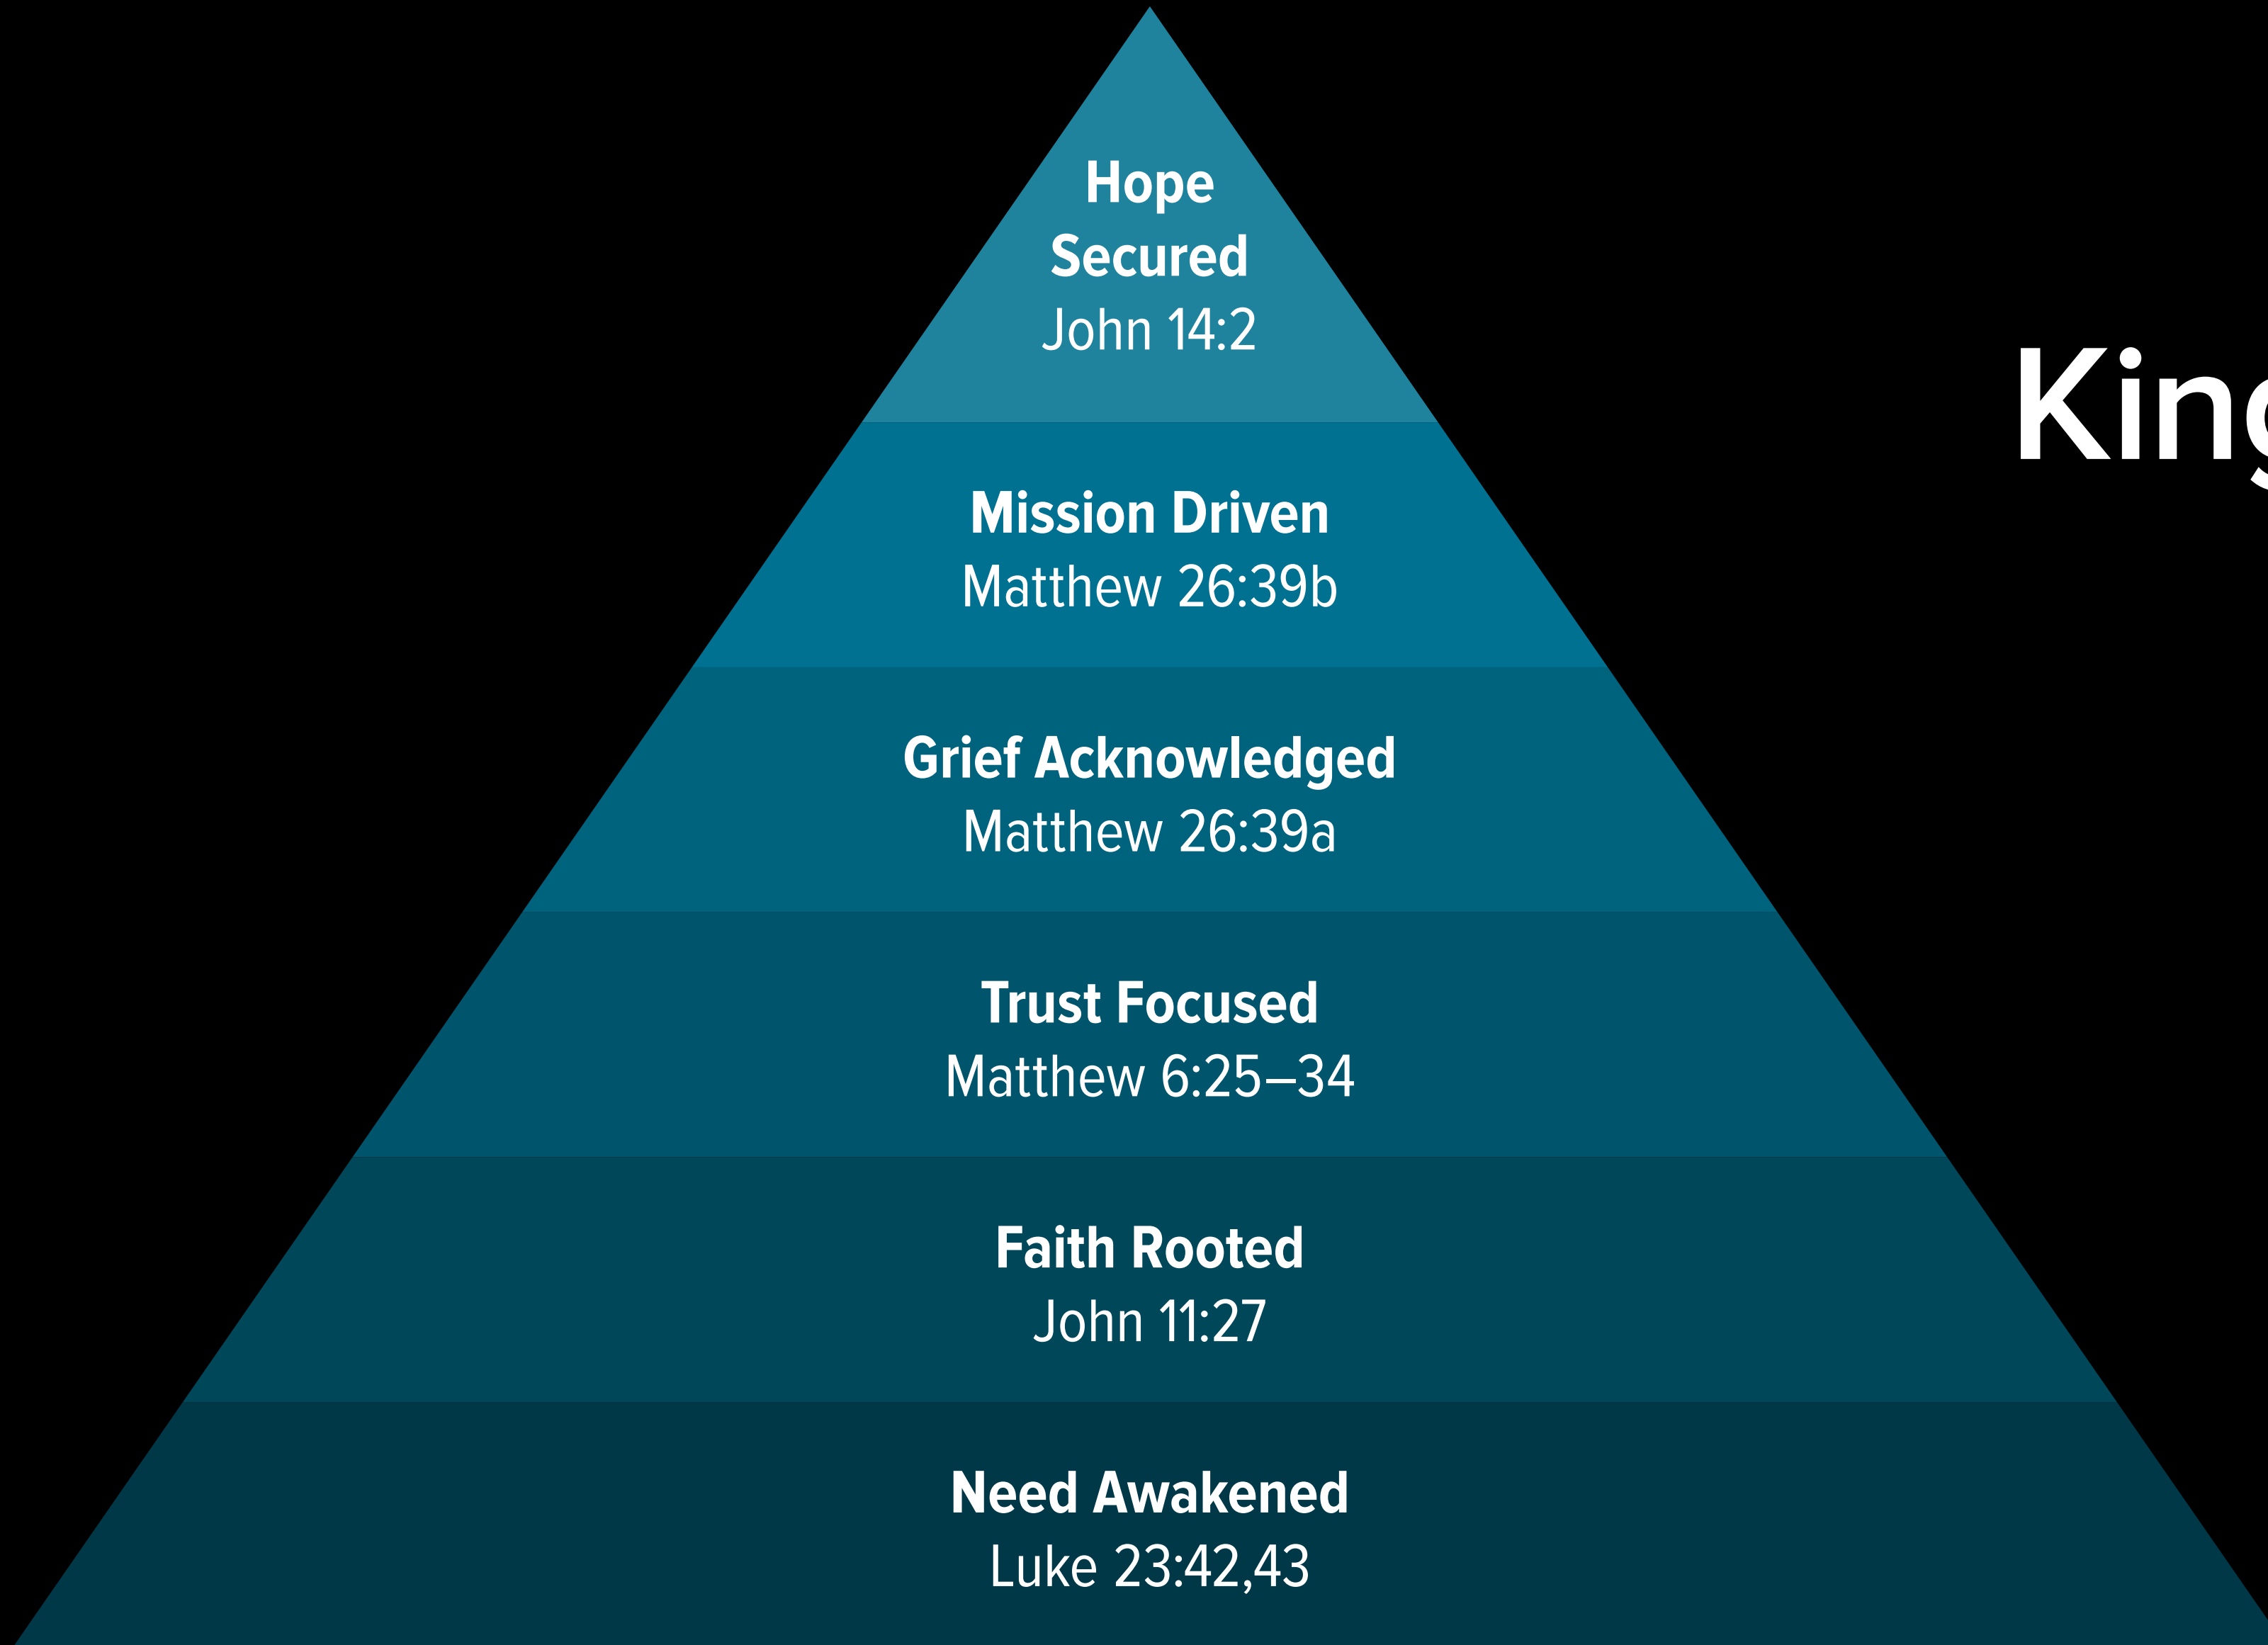 Hope
Secured
John 14:2
King
Mission Driven
Matthew 26:39b
Grief Acknowledged
Matthew 26:39a
Trust Focused
Matthew 6:25–34
Faith Rooted
John 11:27
Need Awakened
Luke 23:42,43